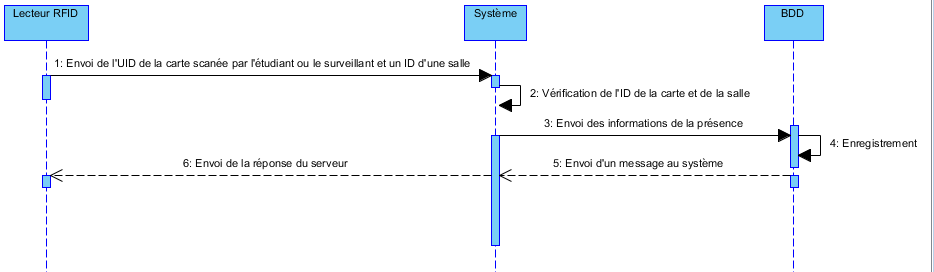 Lecteur RFID
Système
BDD
1: Envoi de l'UID de la carte scanée par l'étudiant ou le surveillant et un ID d'une salle
2: Vérification de l'ID de la carte et de la salle
3: Envoi des informations de la présence
4: Enregistrement
5: Envoi d'un message au système
6: Envoi de la réponse du serveur